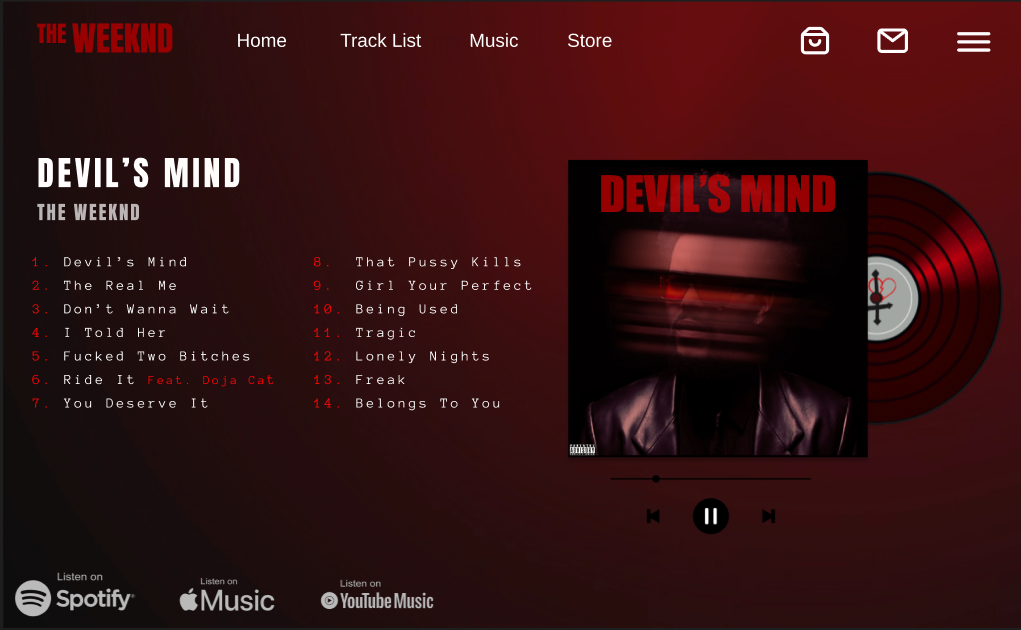 THE WEEKND
Home
Track List
Music
Store
DEVIL’S MIND
THE WEEKND
1. Devil’s Mind
2. The Real Me
3. Don’t Wanna Wait
4. I Told Her
5. Fucked Two Bitches
6. Ride It Feat. Doja Cat
7. You Deserve It
8. That Pussy Kills
9. Girl Your Perfect
10. Being Used
11. Tragic
12. Lonely Nights
13. Freak
14. Belongs To You
DEVIL’S MIND
ADVISORY
Listen on
Spotify
Listen on
Music
Listen on
YouTube Music